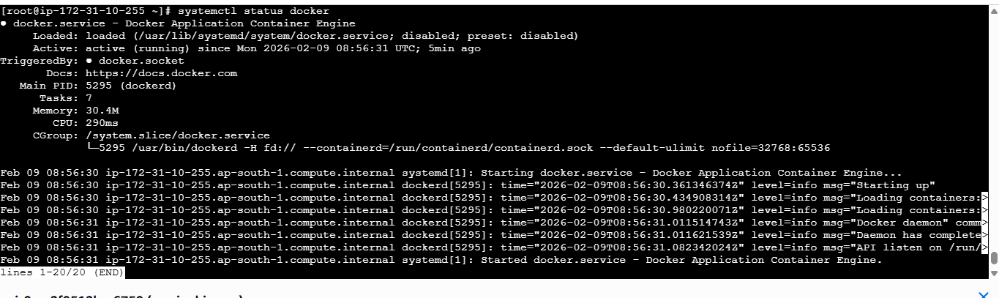 [root@ip-172-31-10-255 ~]# systemctl status docker
● docker.service - Docker Application Container Engine
Loaded: loaded (/usr/lib/systemd/system/docker.service; disabled; preset: disabled)
Active: active (running) since Mon 2026-02-09 08:56:31 UTC; 5min ago
TriggeredBy: ● docker.socket
Docs: https://docs.docker.com
Main PID: 5295 (dockerd)
Tasks: 7
Memory: 30.4M
CPU: 290ms
CGroup: /system.slice/docker.service
└─5295 /usr/bin/dockerd -H fd:// --containerd=/run/containerd/containerd.sock --default-ulimit nofile=32768:65536
Feb 09 08:56:30 ip-172-31-10-255.ap-south-1.compute.internal systemd[1]: Starting docker.service - Docker Application Container Engine...
Feb 09 08:56:30 ip-172-31-10-255.ap-south-1.compute.internal dockerd[5295]: time="2026-02-09T08:56:30.361346374Z" level=info msg="Starting up"
Feb 09 08:56:30 ip-172-31-10-255.ap-south-1.compute.internal dockerd[5295]: time="2026-02-09T08:56:30.434908314Z" level=info msg="Loading containers:>
Feb 09 08:56:30 ip-172-31-10-255.ap-south-1.compute.internal dockerd[5295]: time="2026-02-09T08:56:30.980220071Z" level=info msg="Loading containers:>
Feb 09 08:56:31 ip-172-31-10-255.ap-south-1.compute.internal dockerd[5295]: time="2026-02-09T08:56:31.011514743Z" level=info msg="Docker daemon" comm>
Feb 09 08:56:31 ip-172-31-10-255.ap-south-1.compute.internal dockerd[5295]: time="2026-02-09T08:56:31.011621539Z" level=info msg="Daemon has complete>
Feb 09 08:56:31 ip-172-31-10-255.ap-south-1.compute.internal dockerd[5295]: time="2026-02-09T08:56:31.082342024Z" level=info msg="API listen on /run/>
Feb 09 08:56:31 ip-172-31-10-255.ap-south-1.compute.internal systemd[1]: Started docker.service - Docker Application Container Engine.
lines 1-20/20 (END)